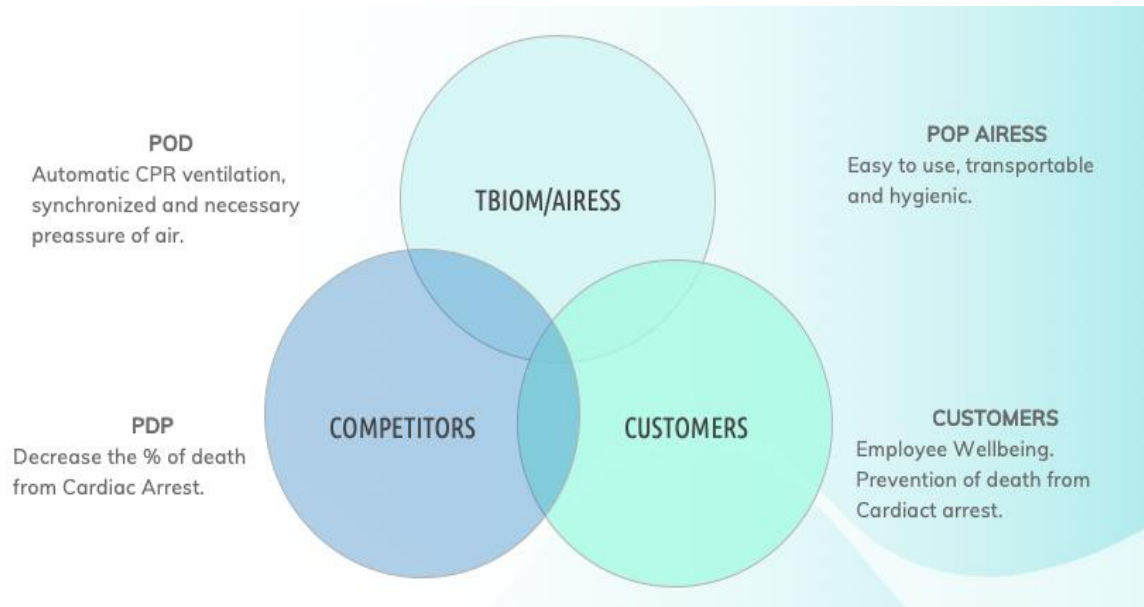 POD
Automatic CPR ventilation,
synchronized and necessary
preassure of air.
POP AIRESS
Easy to use, transportable
and hygienic.
TBIOM/AIRESS
COMPETITORS
CUSTOMERS
PDP
Decrease the % of death
from Cardiac Arrest.
CUSTOMERS
Employee Wellbeing.
Prevention of death from
Cardiact arrest.